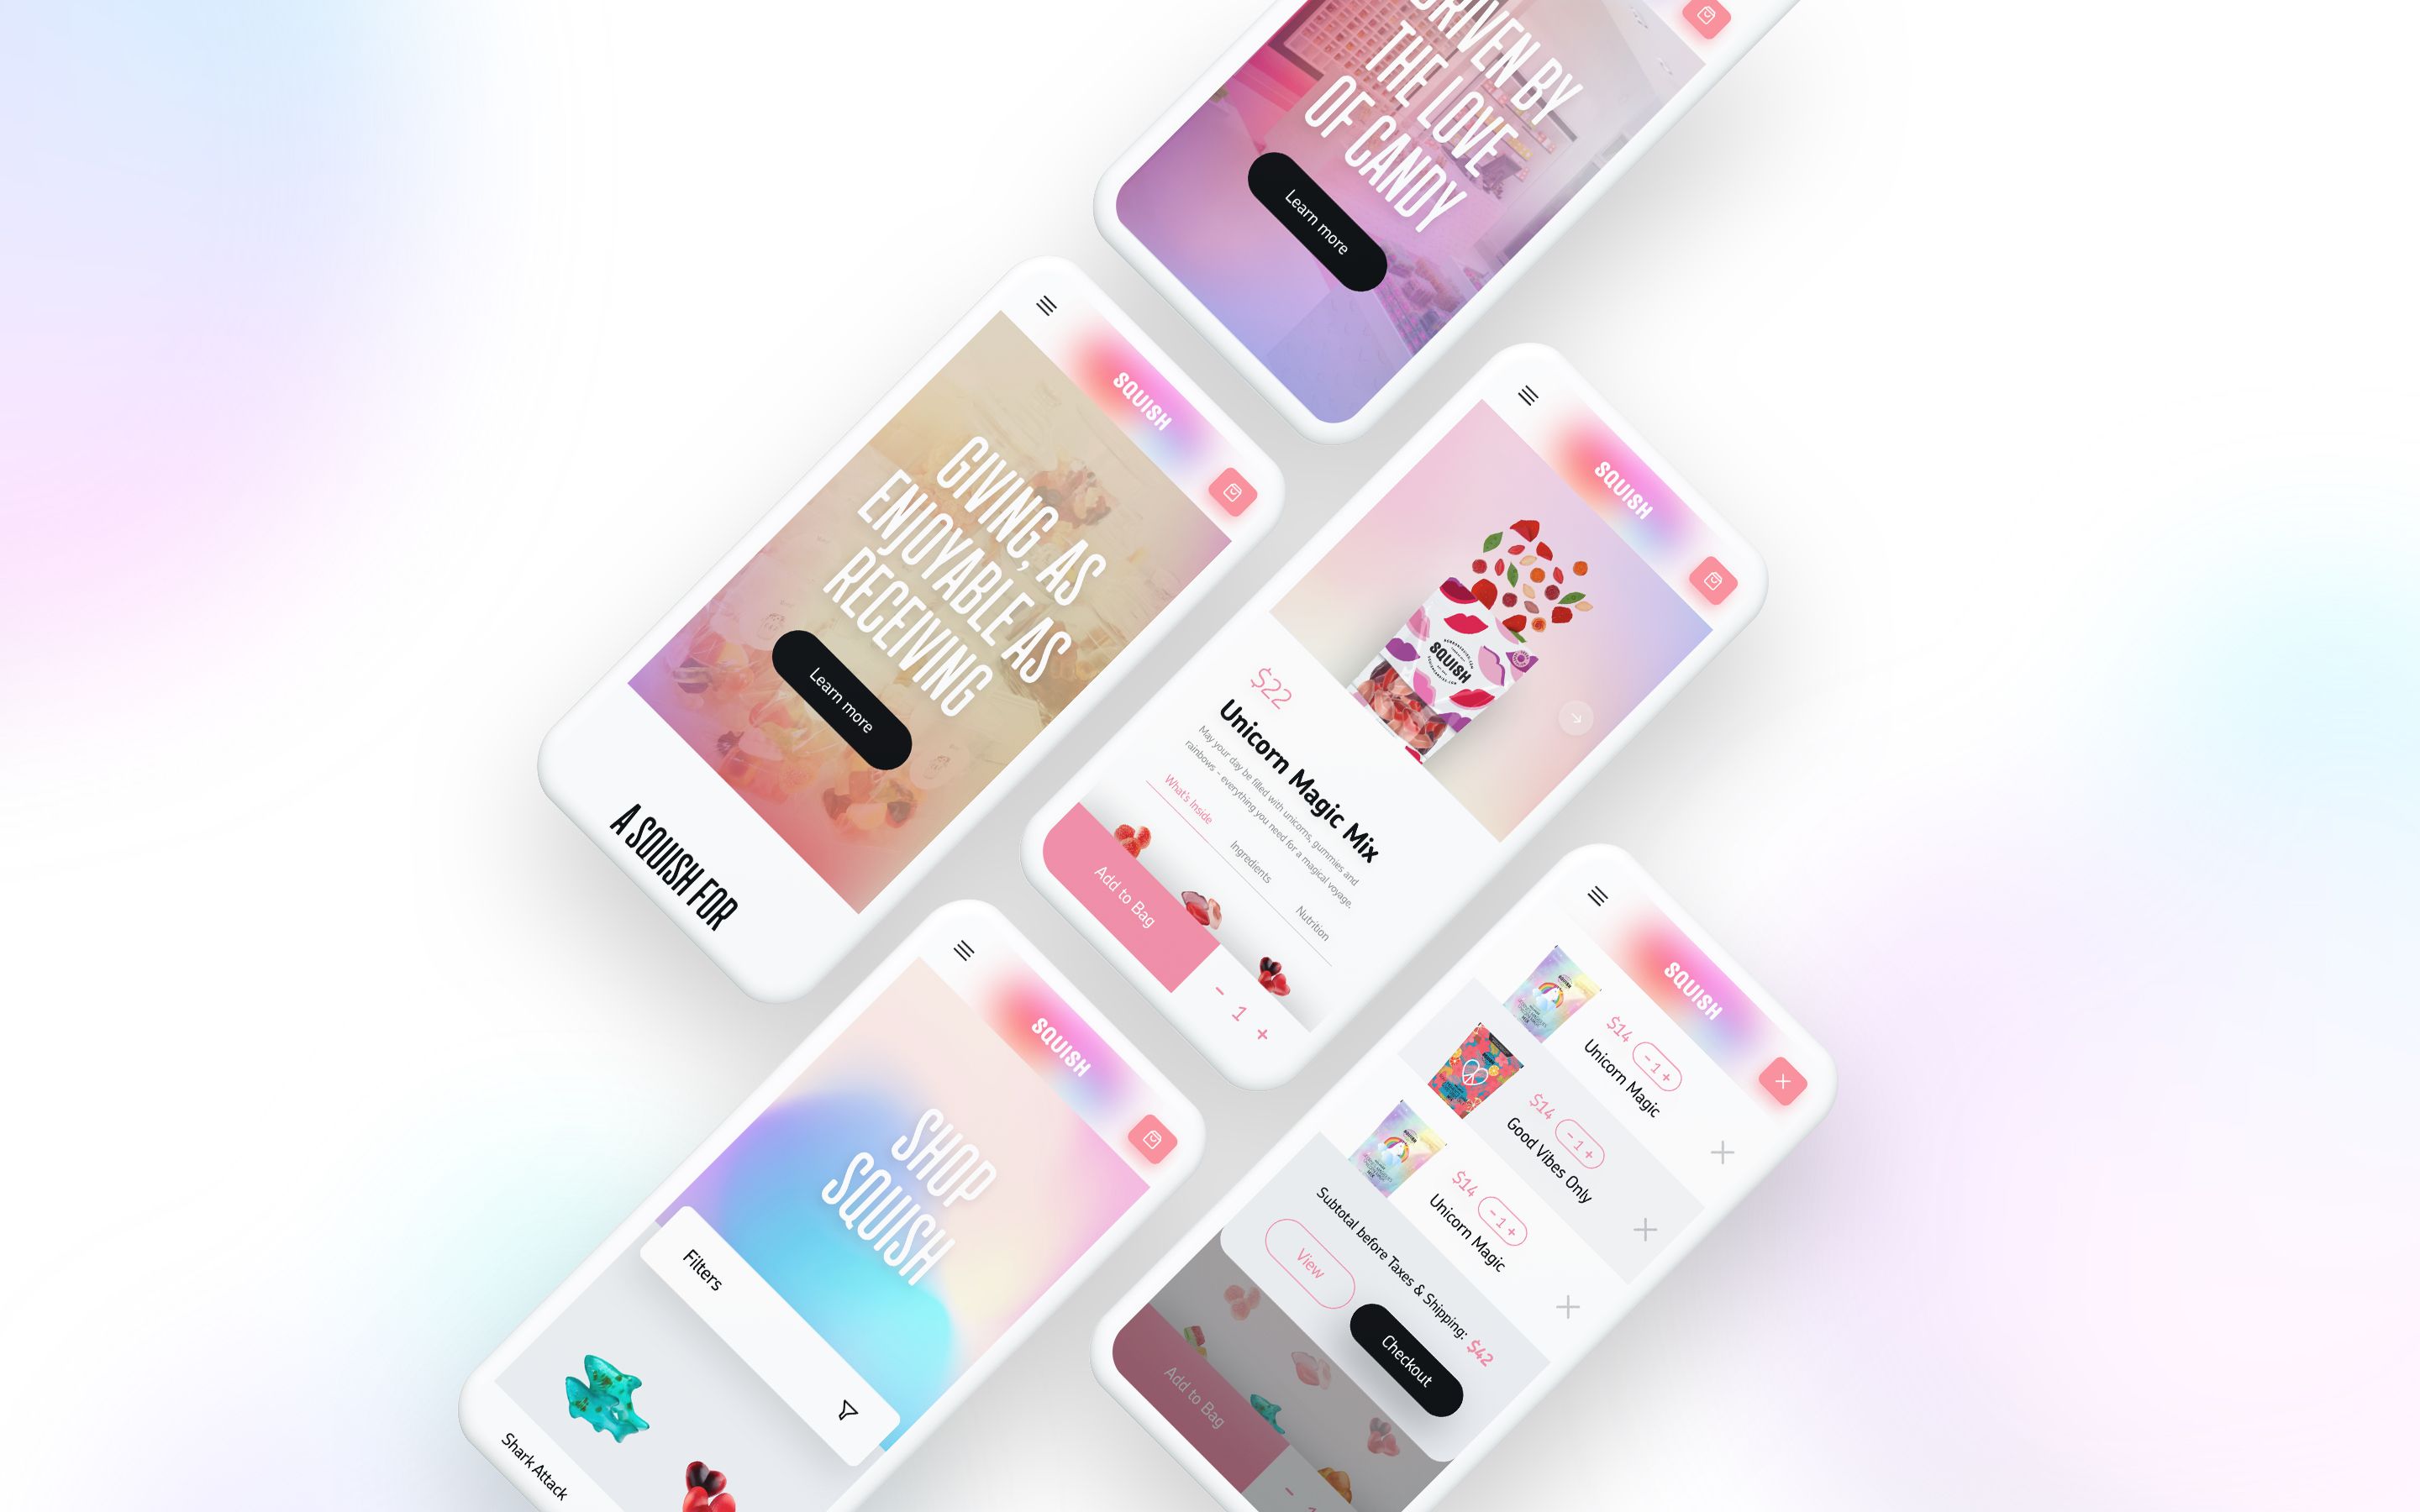 DRIVEN BY
THE LOVE
OF CANDY
Learn more
SQUISH
GIVING, AS
ENJOYABLE AS
RECEIVING
Learn more
A SQUISH FOR
SQUISH
SQUISH
$22
Unicorn Magic Mix
May your day be filled with unicorns, gummies and
rainbows - everything you need for a magical voyage.
What's Inside
Ingredients
Nutrition
Add to Bag
- 1 +
SQUISH
SHOP
SQUISH
Filters
Shark Attack
SQUISH
$14
- 1 +
Unicorn Magic
$14
- 1 +
Good Vibes Only
$14
- 1 +
Unicorn Magic
Subtotal before Taxes & Shipping: $42
View
Checkout
Add to Bag